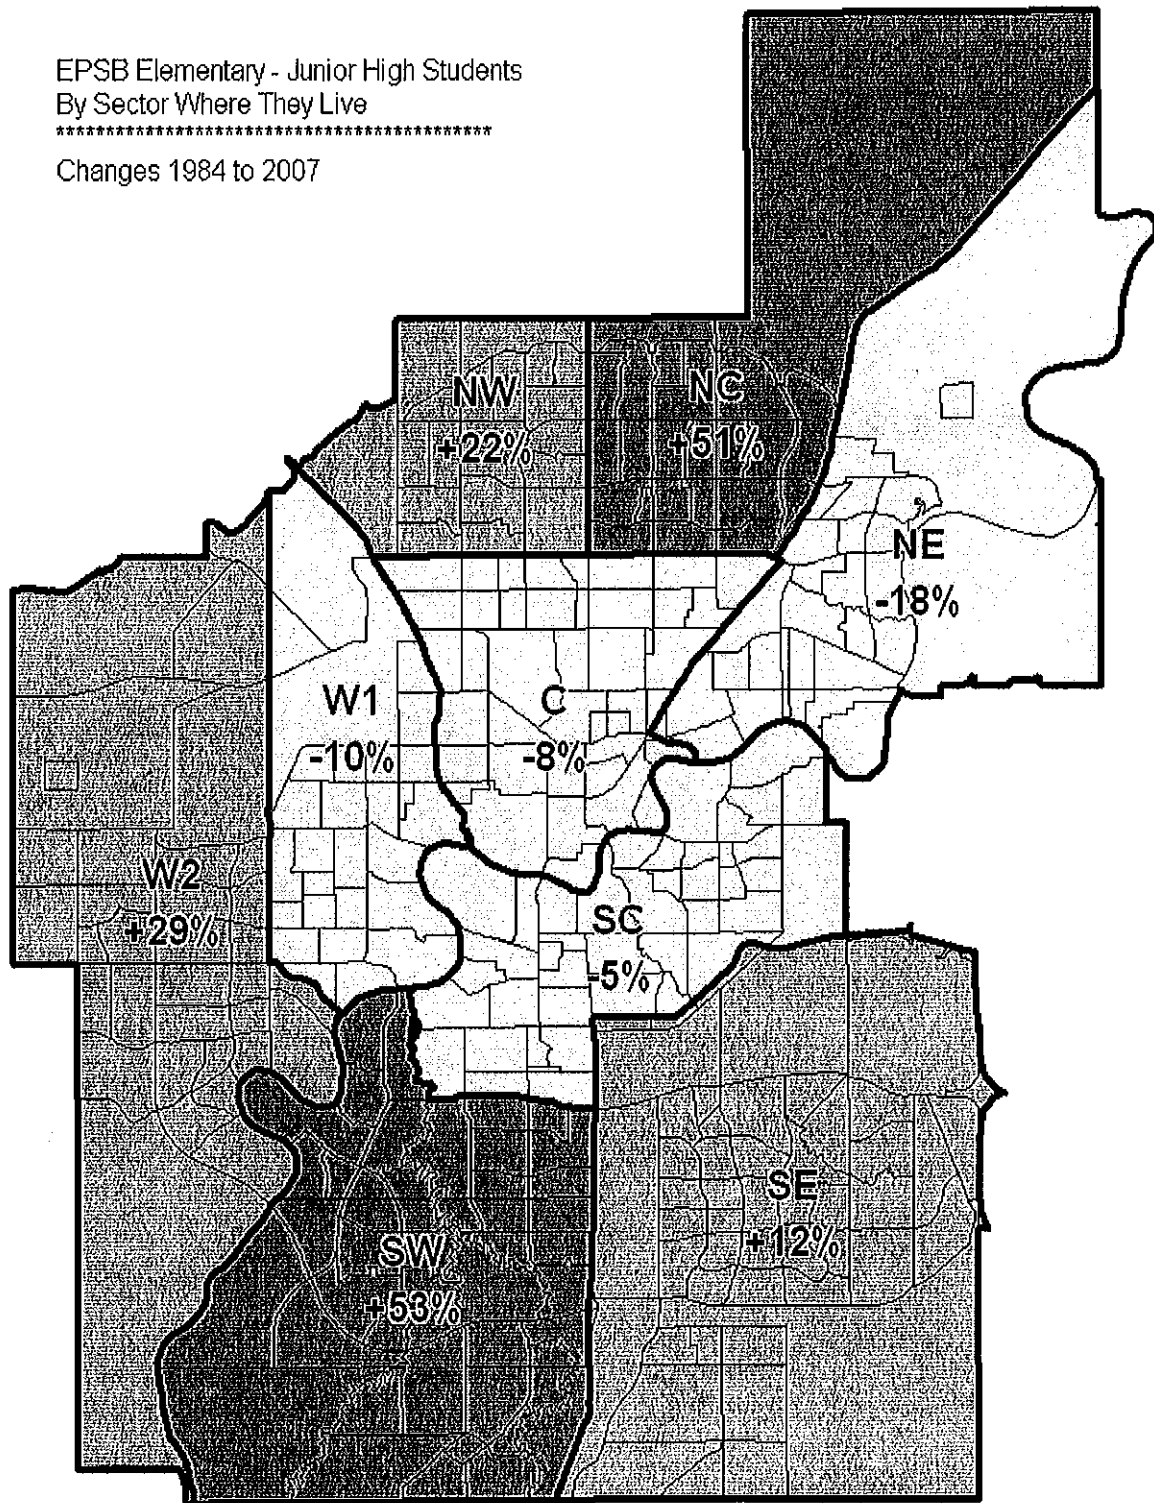 EPSB Elementary - Junior High Students
By Sector Where They Live
********************************************
Changes 1984 to 2007
NW
+22%
NC
+51%
NE
-18%
W1
-10%
C
-8%
W2
+29%
SC
-5%
SE
+12%
SW
+53%